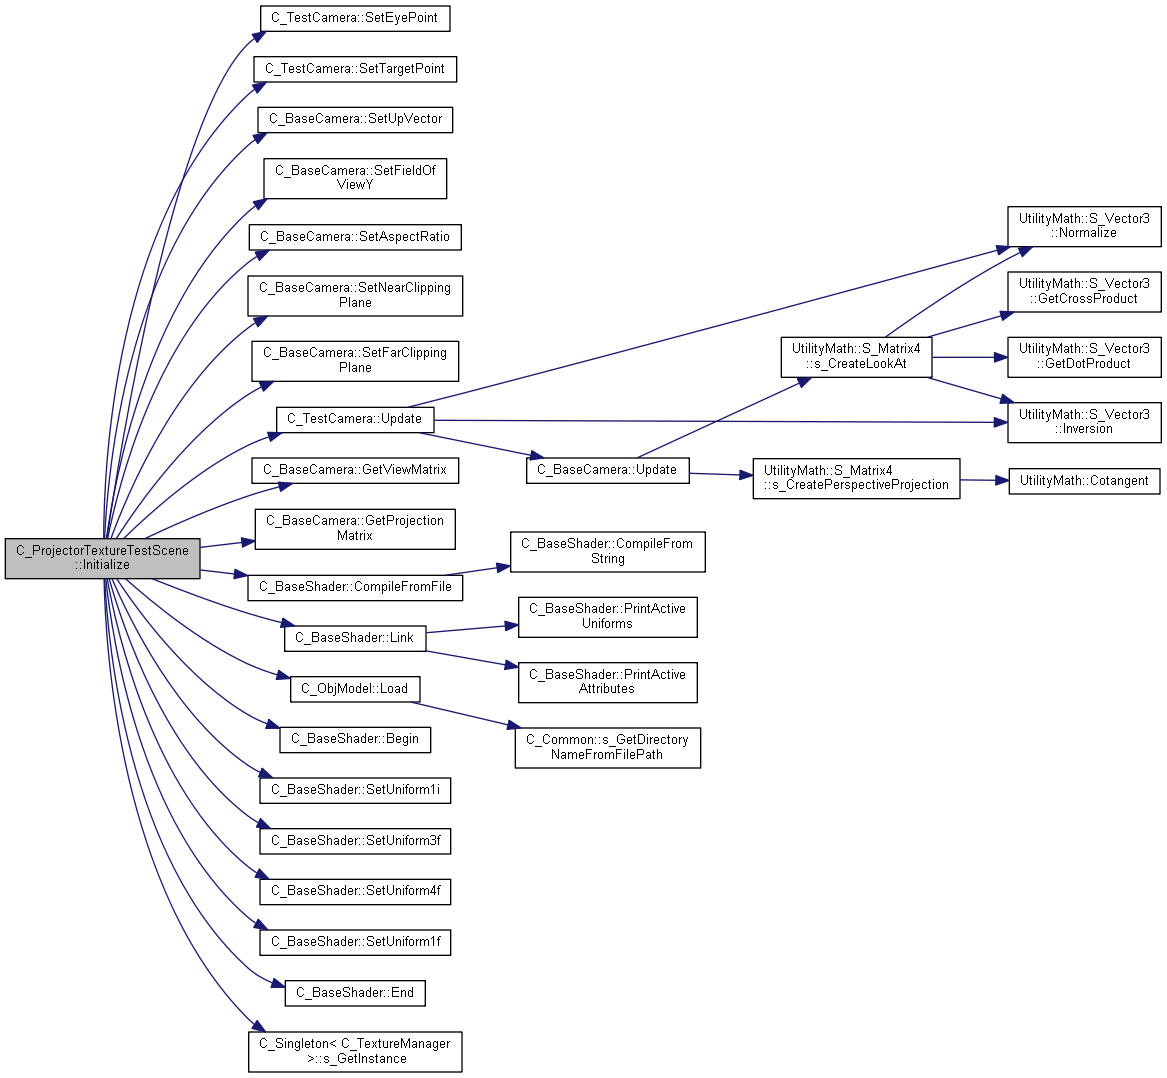 C_ProjectorTextureTestScene
::Initialize
C_TestCamera::SetEyePoint
C_TestCamera::SetTargetPoint
C_BaseCamera::SetUpVector
C_BaseCamera::SetFieldOf
ViewY
C_BaseCamera::SetAspectRatio
C_BaseCamera::SetNearClipping
Plane
C_BaseCamera::SetFarClipping
Plane
C_TestCamera::Update
C_BaseCamera::GetViewMatrix
C_BaseCamera::GetProjection
Matrix
C_BaseShader::CompileFromFile
C_BaseShader::Link
C_ObjModel::Load
C_BaseShader::Begin
C_BaseShader::SetUniform1i
C_BaseShader::SetUniform3f
C_BaseShader::SetUniform4f
C_BaseShader::SetUniform1f
C_BaseShader::End
C_Singleton< C_TextureManager
>::s_GetInstance
C_BaseCamera::Update
C_BaseShader::CompileFrom
String
C_BaseShader::PrintActive
Uniforms
C_BaseShader::PrintActive
Attributes
C_Common::s_GetDirectory
NameFromFilePath
UtilityMath::S_Matrix4
::s_CreateLookAt
UtilityMath::S_Matrix4
::s_CreatePerspectiveProjection
UtilityMath::S_Vector3
::Normalize
UtilityMath::S_Vector3
::GetCrossProduct
UtilityMath::S_Vector3
::GetDotProduct
UtilityMath::S_Vector3
::Inversion
UtilityMath::Cotangent